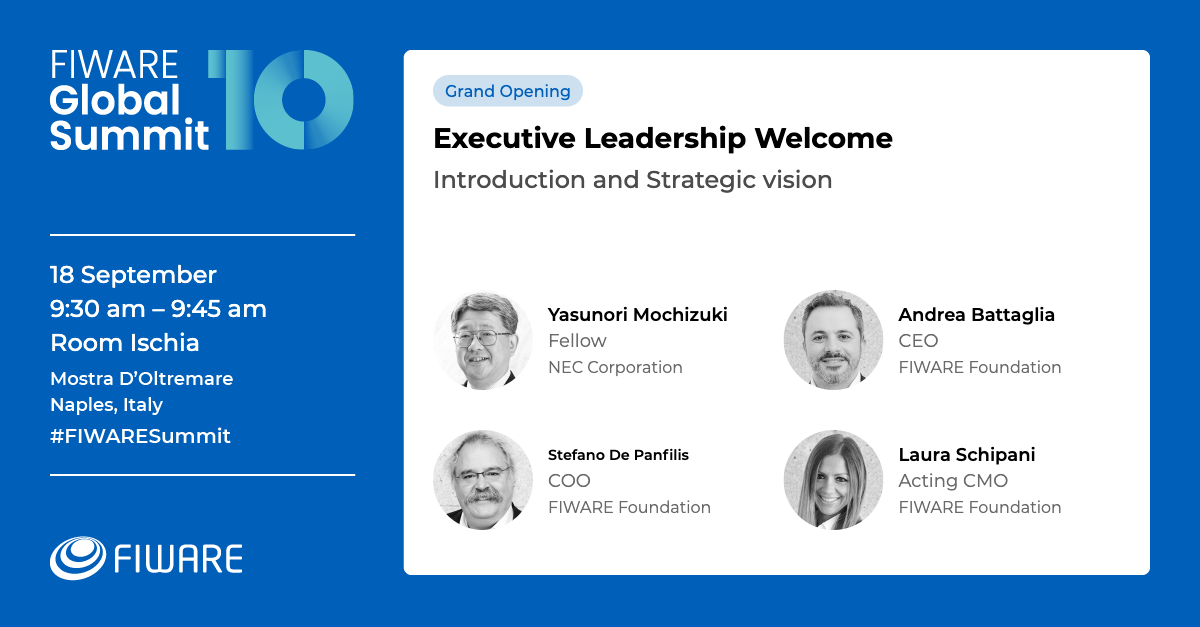 FIWARE
Global
Summit
10
18 September
9:30 am – 9:45 am
Room Ischia
Mostra D’Oltremare
Naples, Italy
#FIWARESummit
FIWARE
Grand Opening
Executive Leadership Welcome
Introduction and Strategic vision
Yasunori Mochizuki
Fellow
NEC Corporation
Andrea Battaglia
CEO
FIWARE Foundation
Stefano De Panfilis
COO
FIWARE Foundation
Laura Schipani
Acting CMO
FIWARE Foundation